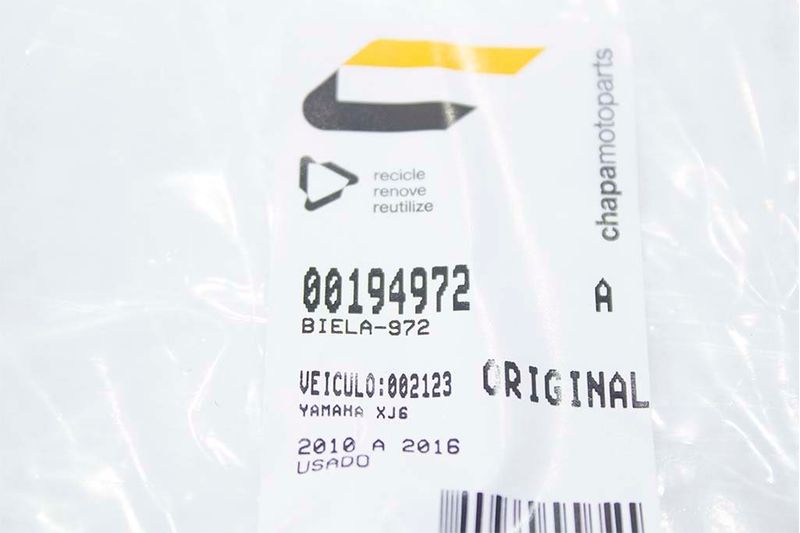 chapamotoparts
recicle
renove
reutilize
00194972
A
BIELA-972
VEICULO:002123
ORIGINAL
YAMAHA XJ6
2010 A 2016
USADO